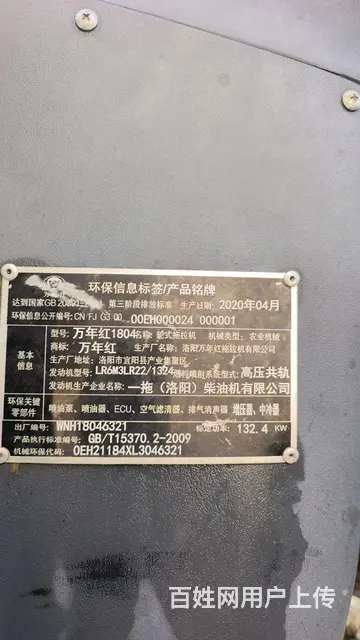 环保信息标签/产品铭牌
达到国家GB 20891-2014 第三阶段排放标准 生产日期: 2020年04月
环保信息公开编号:CN FJ G3 00 00EH000024 000001
基本信息
型号: 万年红1804 名称: 轮式拖拉机 机械类型: 农业机械
商标: 万年红 生产厂名称: 洛阳万年红拖拉机有限公司
生产厂地址: 洛阳市宜阳县产业集聚区
发动机型号: LR6M3LR22/1324 燃料喷射系统型式: 高压共轨
发动机生产企业名称: 一拖(洛阳)柴油机有限公司
环保关键零部件
喷油泵、喷油器、ECU、空气滤清器、排气消声器 增压器、中冷器
出厂编号: WNH18046321 标定功率: 132.4 KW
产品执行标准编号: GB/T15370.2-2009
机械环保代码: 0EH21184XL3046321
百姓网用户上传